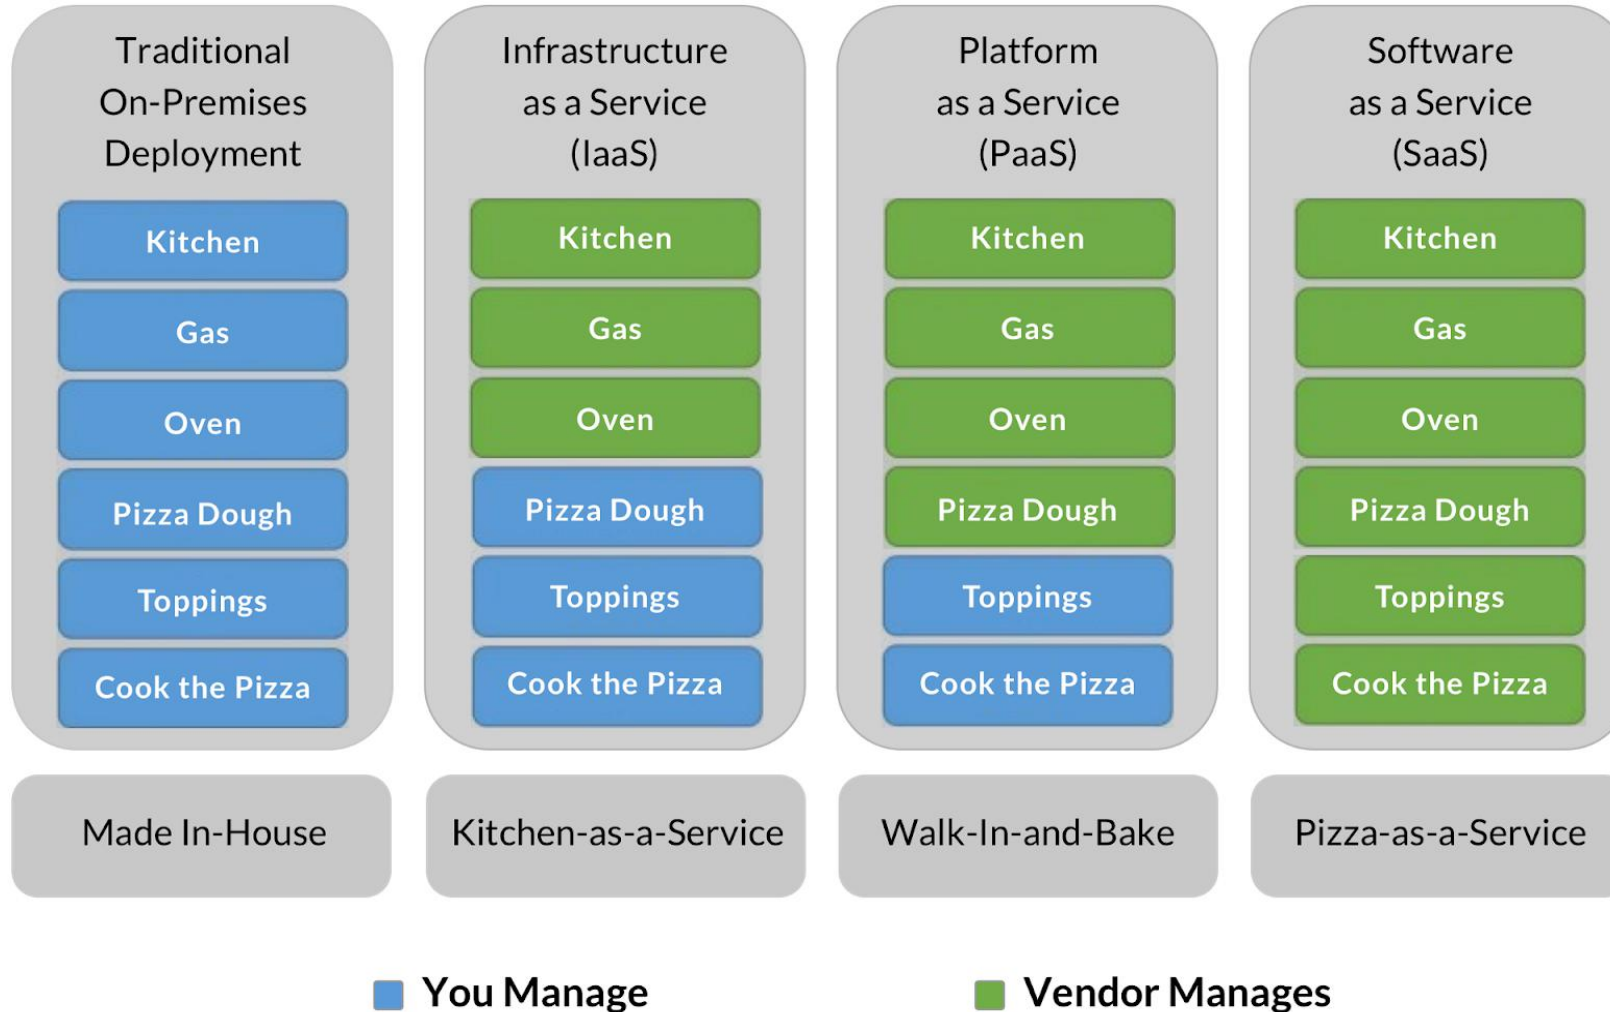 Traditional
On-Premises
Deployment
Kitchen
Gas
Oven
Pizza Dough
Toppings
Cook the Pizza
Made In-House
Infrastructure
as a Service
(IaaS)
Kitchen
Gas
Oven
Pizza Dough
Toppings
Cook the Pizza
Kitchen-as-a-Service
Platform
as a Service
(PaaS)
Kitchen
Gas
Oven
Pizza Dough
Toppings
Cook the Pizza
Walk-In-and-Bake
Software
as a Service
(SaaS)
Kitchen
Gas
Oven
Pizza Dough
Toppings
Cook the Pizza
Pizza-as-a-Service
You Manage
Vendor Manages